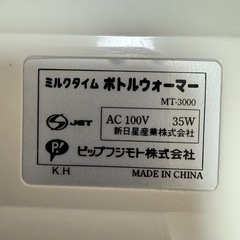 ミルクタイム ボトルウォーマー
MT-3000
JET
AC 100V 35W
新日星産業株式会社
P!
ピップフジモト株式会社
K.H
MADE IN CHINA